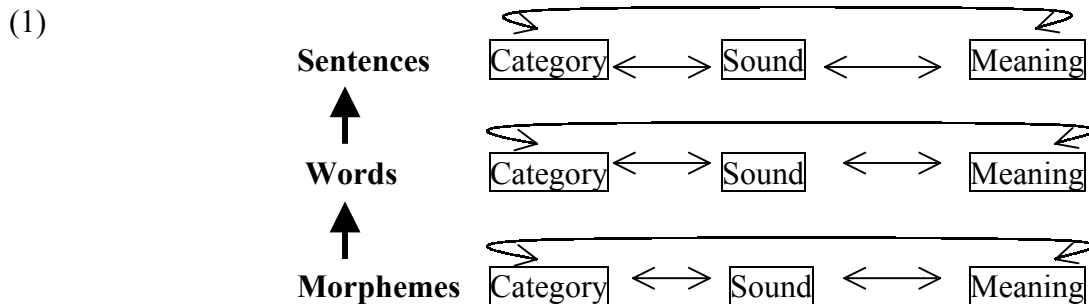 (1)
Sentences Category Sound Meaning
Words Category Sound Meaning
Morphemes Category Sound Meaning